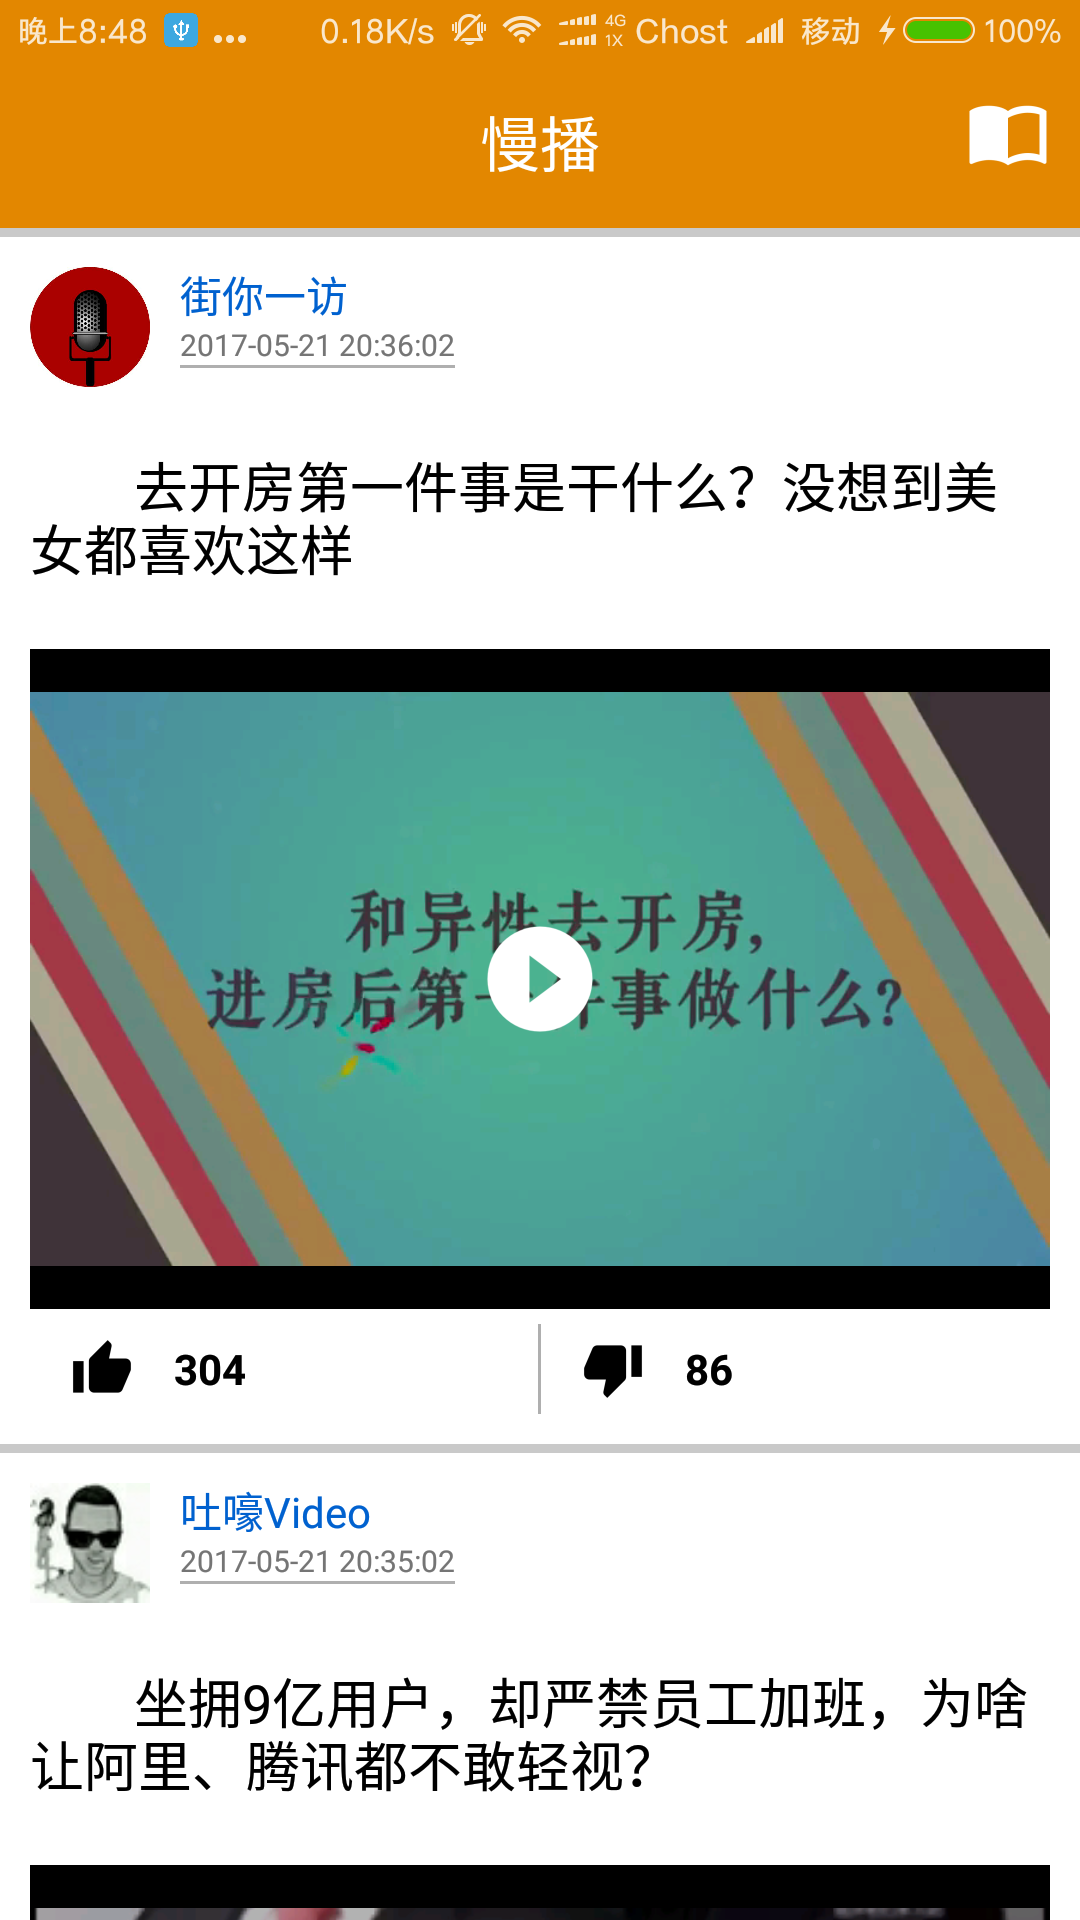 晚上8:48 ... 0.18K/s 4G 1X Chost 移动 100%
慢播
街你一访
2017-05-21 20:36:02
去开房第一件事是干什么？没想到美
女都喜欢这样
和异性去开房,
进房后第一件事做什么?
304 86
吐嚎Video
2017-05-21 20:35:02
坐拥9亿用户，却严禁员工加班，为啥
让阿里、腾讯都不敢轻视？